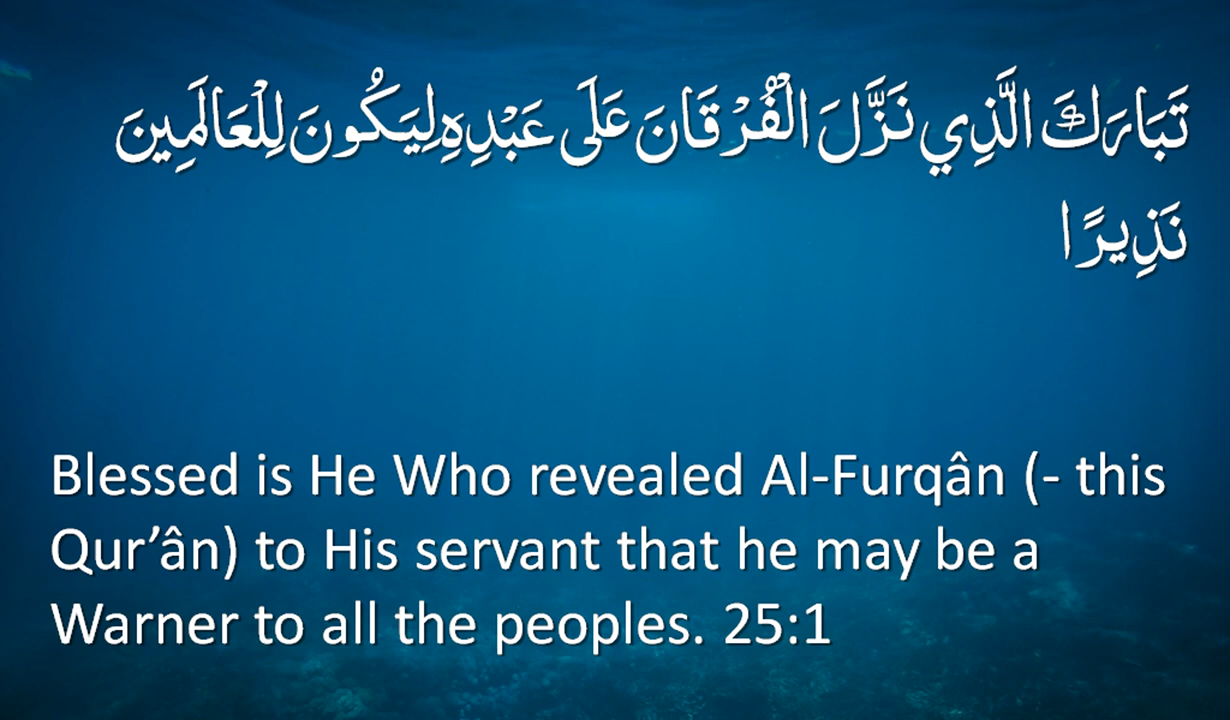 تَبَارَكَ الَّذِي نَزَّلَ الْفُرْقَانَ عَلَى عَبْدِهِ لِيَكُونَ لِلْعَالَمِينَ
نَذِيرًا
Blessed is He Who revealed Al-Furqân (- this
Qur’ân) to His servant that he may be a
Warner to all the peoples. 25:1